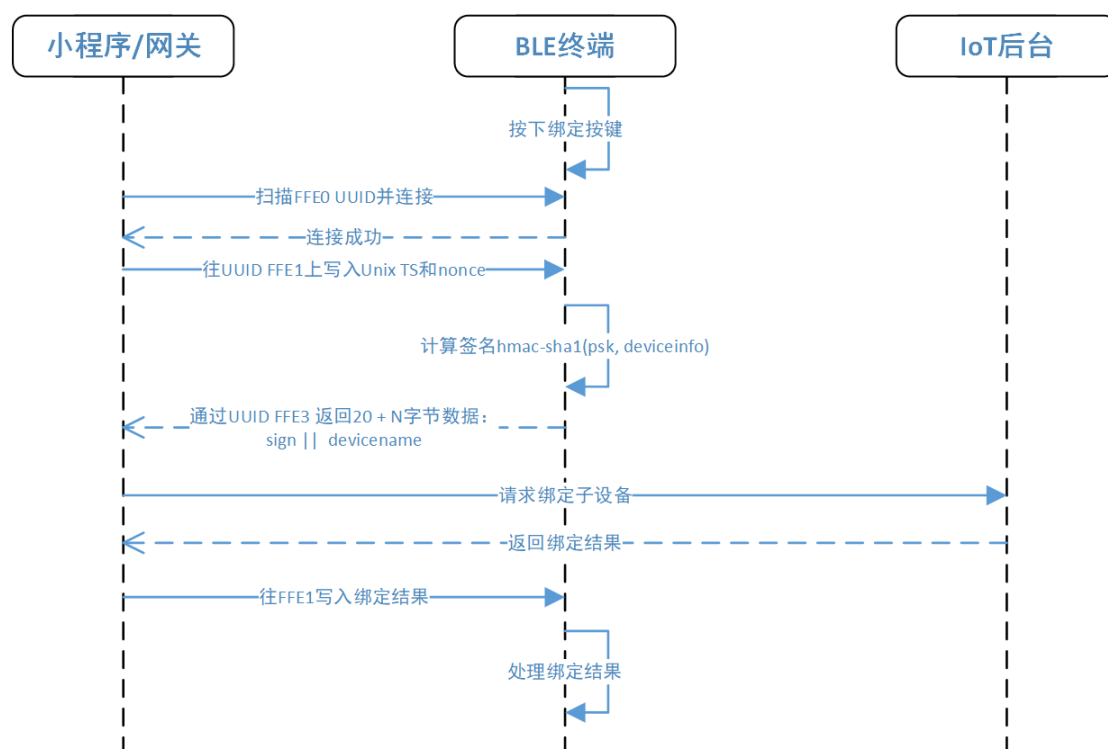 小程序/网关
BLE终端
IoT后台
按下绑定按键
扫描FFE0 UUID并连接
连接成功
往UUID FFE1上写入Unix TS和nonce
计算签名hmac-sha1(psk, deviceinfo)
通过UUID FFE3 返回20 + N字节数据：
sign || devicename
请求绑定子设备
返回绑定结果
往FFE1写入绑定结果
处理绑定结果